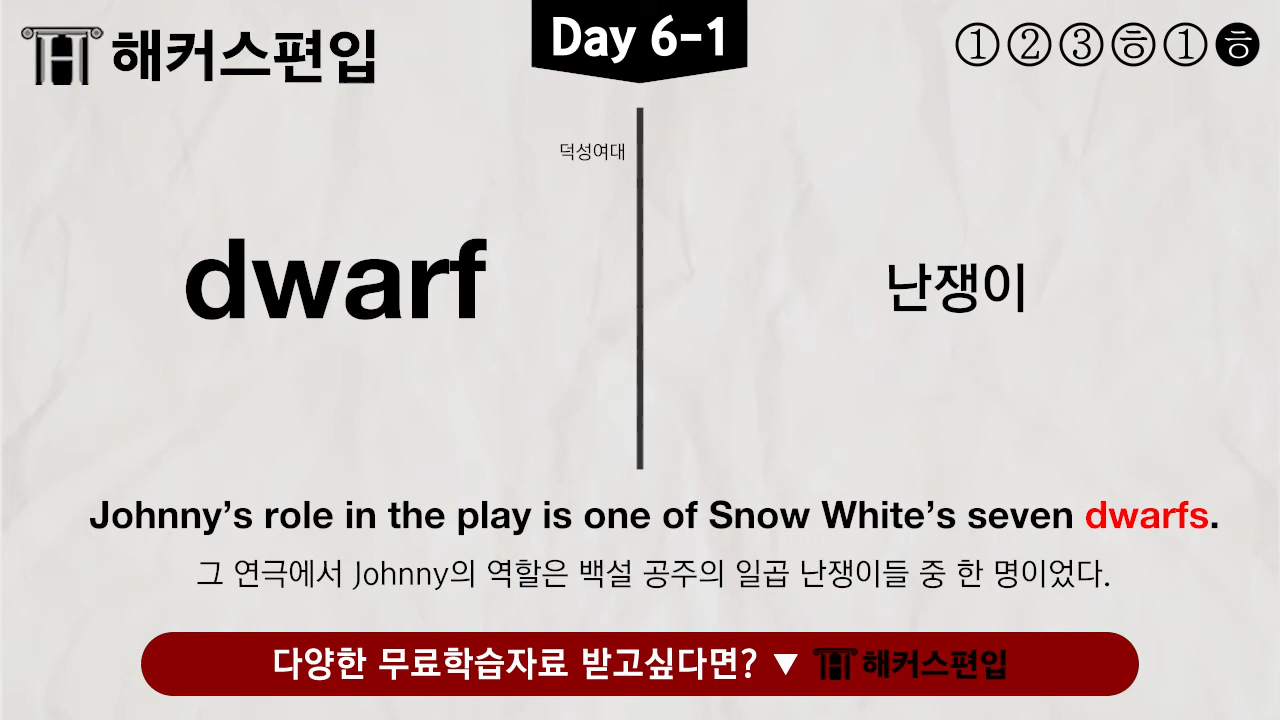 해커스편입
Day 6-1
①②③ㅎ①ㅎ
덕성여대
dwarf
난쟁이
Johnny’s role in the play is one of Snow White’s seven dwarfs.
그 연극에서 Johnny의 역할은 백설 공주의 일곱 난쟁이들 중 한 명이었다.
다양한 무료학습자료 받고싶다면? ▼ 해커스편입